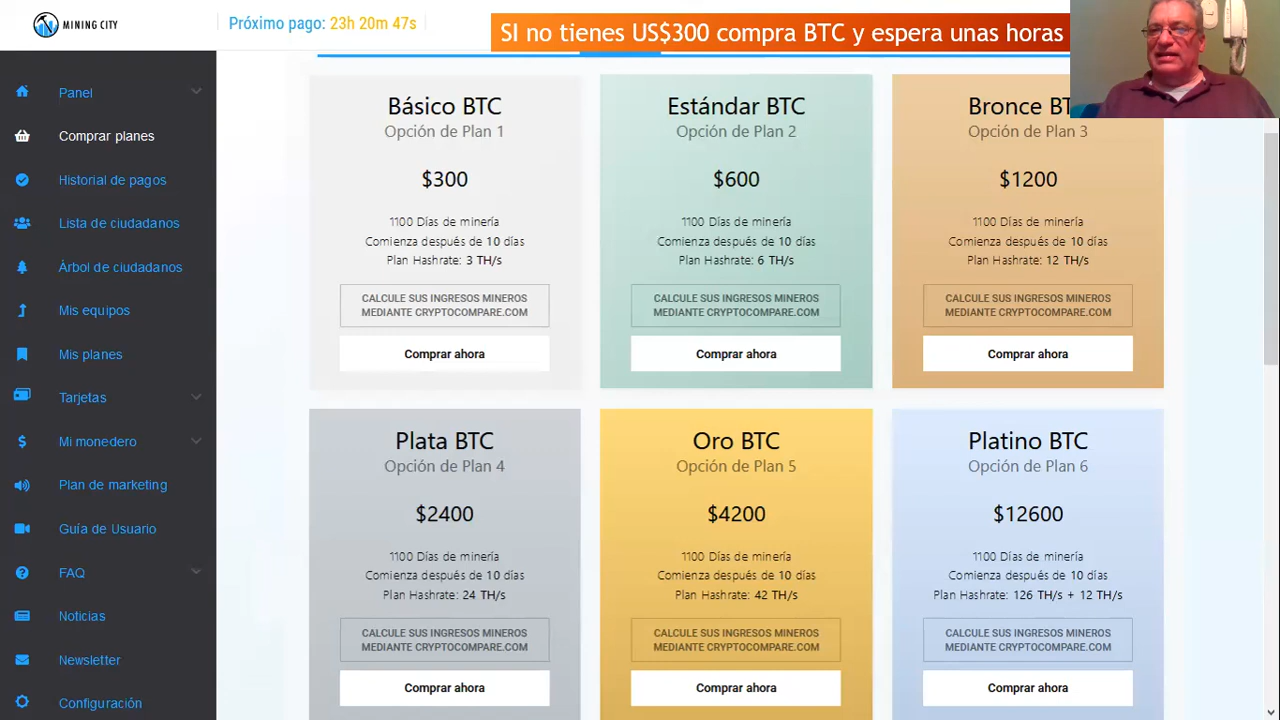 MINING CITY
Próximo pago: 23h 20m 47s
SI no tienes US$300 compra BTC y espera unas horas
Panel
Comprar planes
Historial de pagos
Lista de ciudadanos
Àrbol de ciudadanos
Mis equipos
Mis planes
Tarjetas
Mi monedero
Plan de marketing
Guía de Usuario
FAQ
Noticias
Newsletter
Configuración
Básico BTC
Opción de Plan 1
$300
1100 Días de minería
Comienza después de 10 días
Plan Hashrate: 3 TH/s
CALCULE SUS INGRESOS MINEROS
MEDIANTE CRYPTOCOMPARE.COM
Comprar ahora
Estándar BTC
Opción de Plan 2
$600
1100 Días de minería
Comienza después de 10 días
Plan Hashrate: 6 TH/s
CALCULE SUS INGRESOS MINEROS
MEDIANTE CRYPTOCOMPARE.COM
Comprar ahora
Bronce BT
Opción de Plan 3
$1200
1100 Días de minería
Comienza después de 10 días
Plan Hashrate: 12 TH/s
CALCULE SUS INGRESOS MINEROS
MEDIANTE CRYPTOCOMPARE.COM
Comprar ahora
Plata BTC
Opción de Plan 4
$2400
1100 Días de minería
Comienza después de 10 días
Plan Hashrate: 24 TH/s
CALCULE SUS INGRESOS MINEROS
MEDIANTE CRYPTOCOMPARE.COM
Comprar ahora
Oro BTC
Opción de Plan 5
$4200
1100 Días de minería
Comienza después de 10 días
Plan Hashrate: 42 TH/s
CALCULE SUS INGRESOS MINEROS
MEDIANTE CRYPTOCOMPARE.COM
Comprar ahora
Platino BTC
Opción de Plan 6
$12600
1100 Días de minería
Comienza después de 10 días
Plan Hashrate: 126 TH/s + 12 TH/s
CALCULE SUS INGRESOS MINEROS
MEDIANTE CRYPTOCOMPARE.COM
Comprar ahora